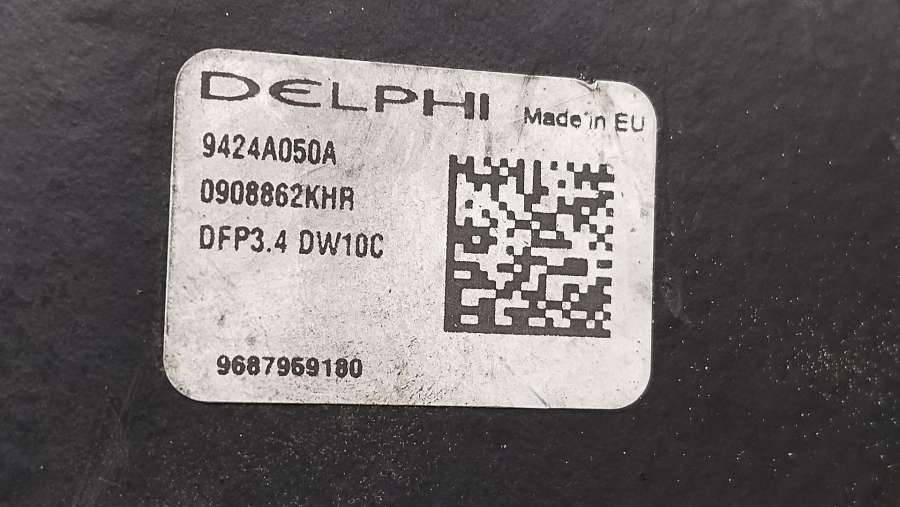 DELPHI
Made in EU
9424A050A
0908862KHR
DFP3.4 DW10C
9687959180